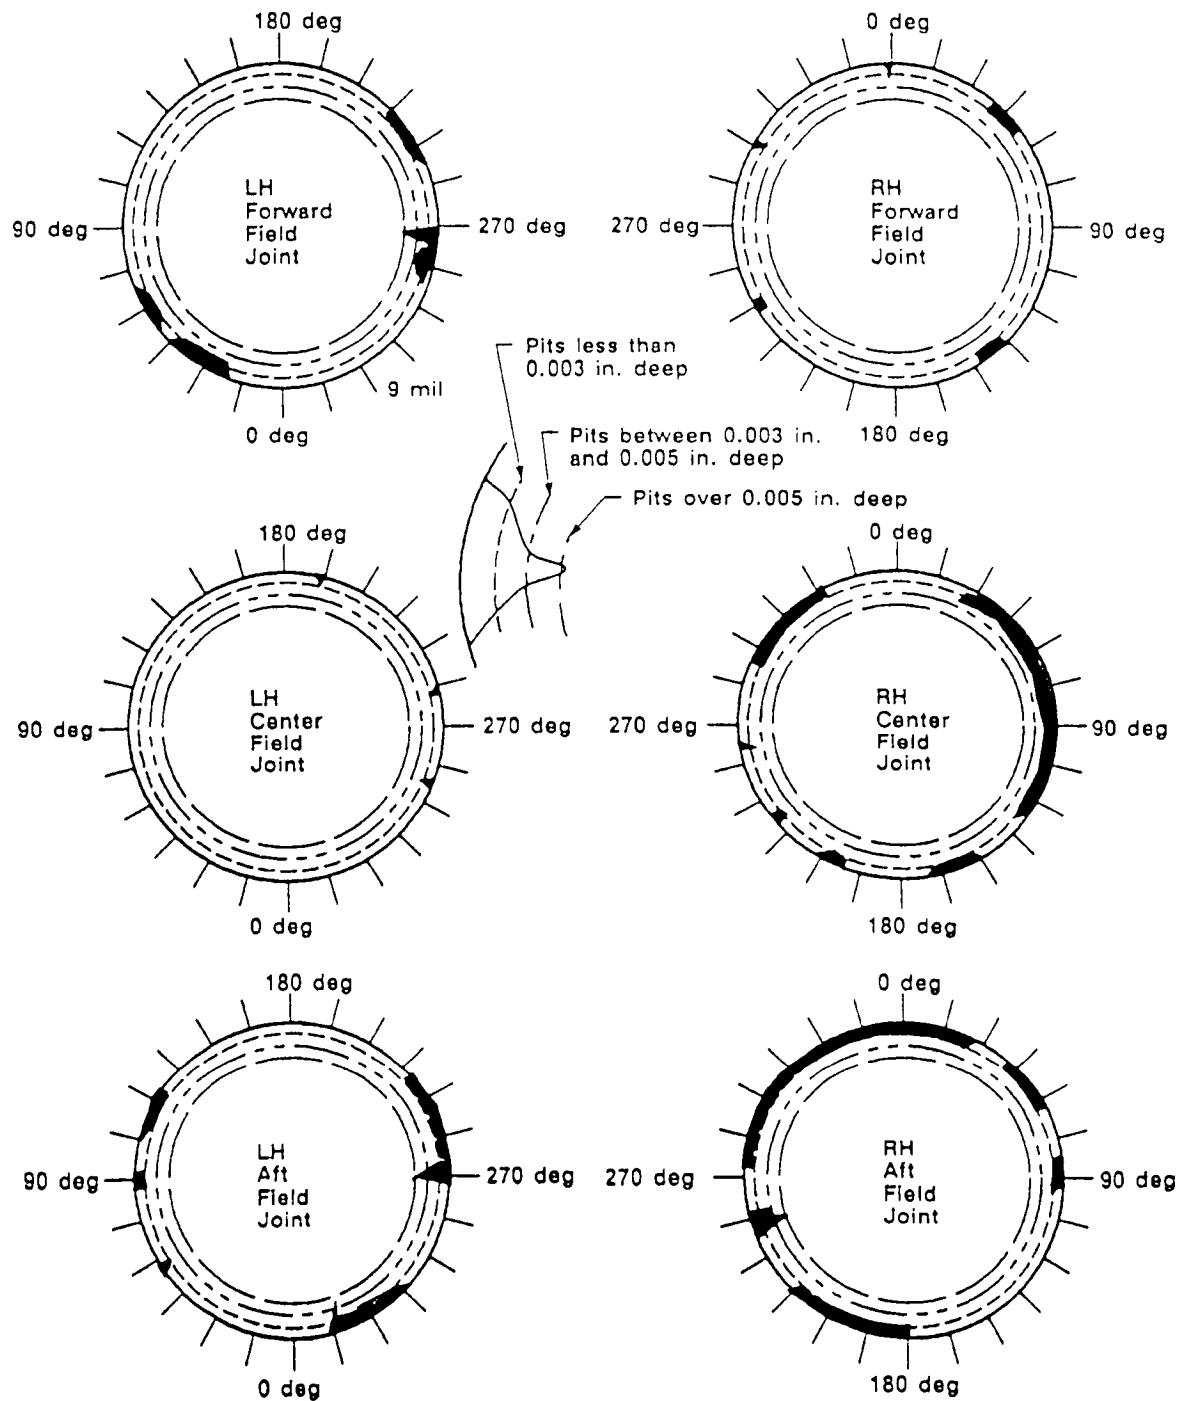 180 deg
LH
Forward
Field
Joint
90 deg
270 deg
9 mil
0 deg
0 deg
RH
Forward
Field
Joint
270 deg
90 deg
180 deg
Pits less than
0.003 in. deep
Pits between 0.003 in.
and 0.005 in. deep
Pits over 0.005 in. deep
180 deg
LH
Center
Field
Joint
90 deg
270 deg
0 deg
0 deg
RH
Center
Field
Joint
270 deg
90 deg
180 deg
180 deg
LH
Aft
Field
Joint
90 deg
270 deg
0 deg
0 deg
RH
Aft
Field
Joint
270 deg
90 deg
180 deg